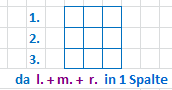 1.
2.
3.
da l. + m. + r. in 1 Spalte